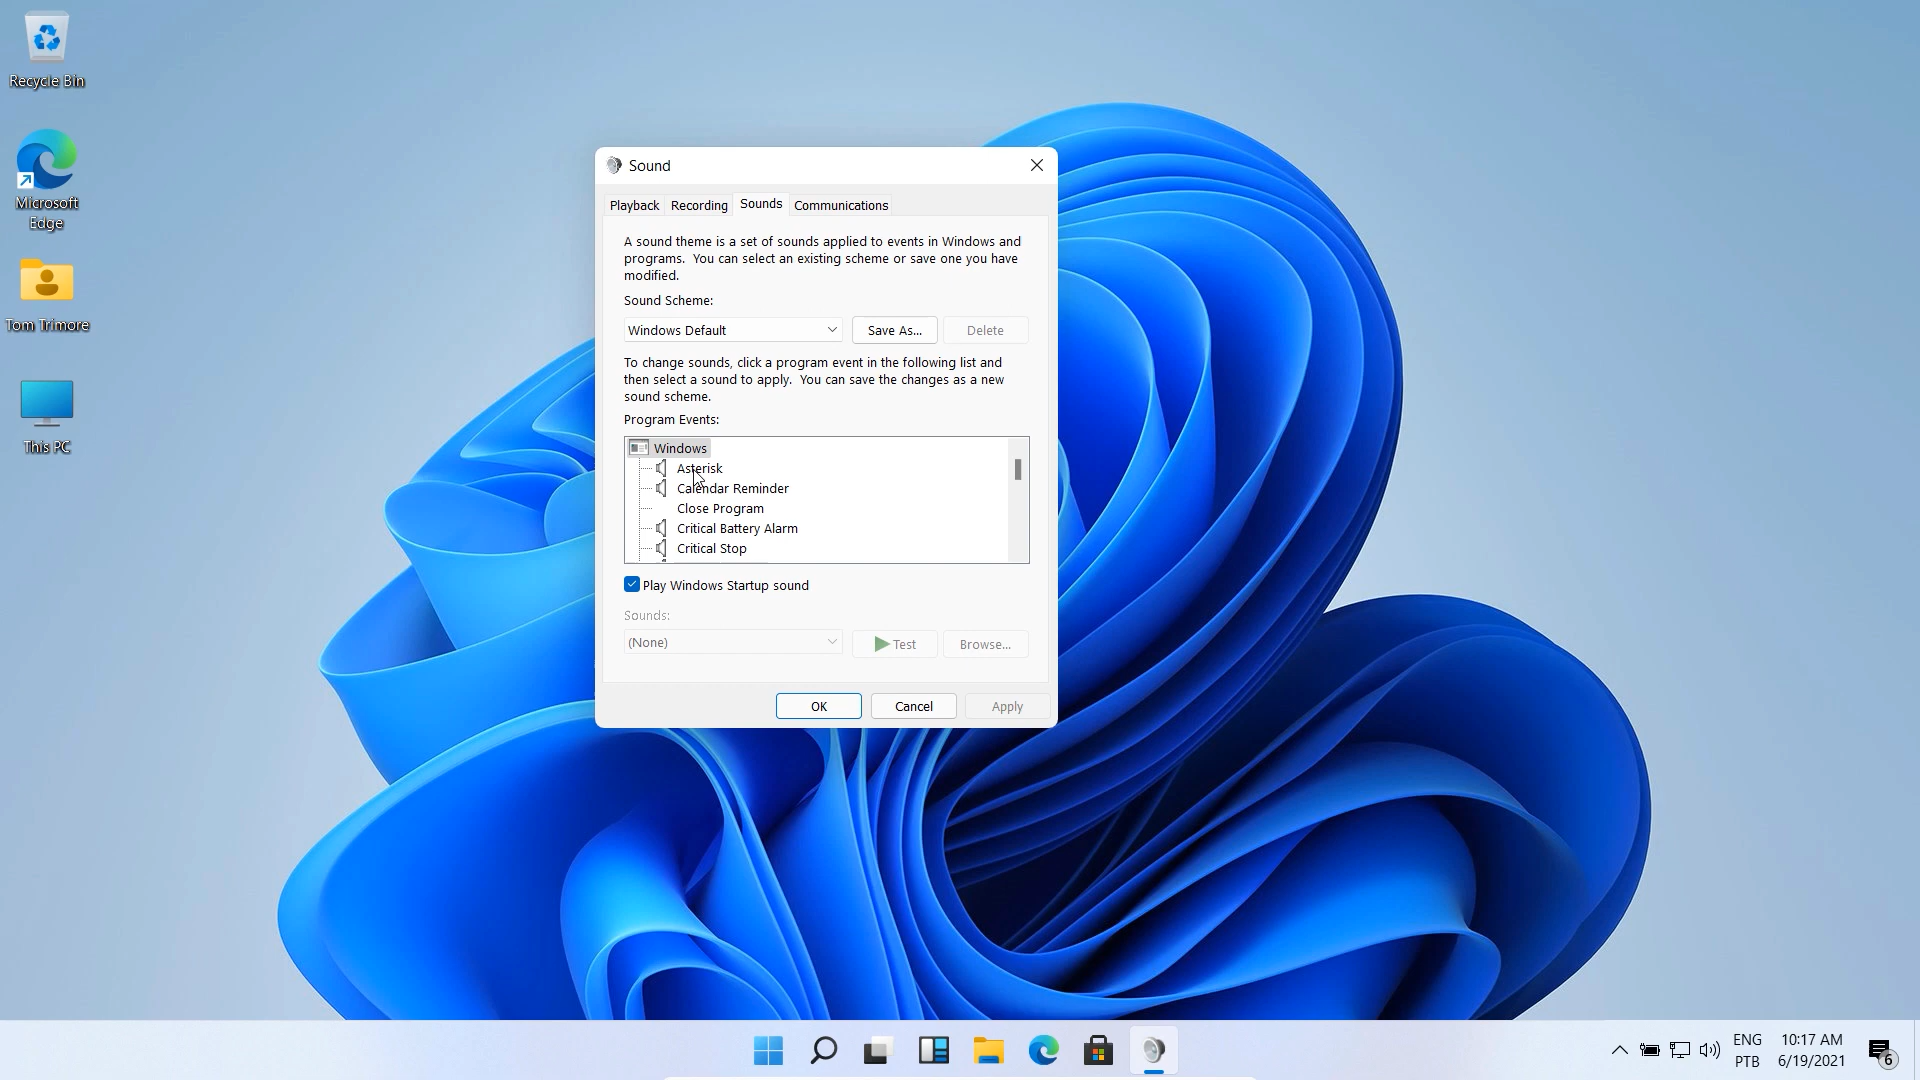 Recycle Bin
Microsoft
Edge
Tom Trimore
This PC
Sound
Playback
Recording
Sounds
Communications
A sound theme is a set of sounds applied to events in Windows and
programs.  You can select an existing scheme or save one you have
modified.
Sound Scheme:
Windows Default
Save As...
Delete
To change sounds, click a program event in the following list and
then select a sound to apply.  You can save the changes as a new
sound scheme.
Program Events:
Windows
Asterisk
Calendar Reminder
Close Program
Critical Battery Alarm
Critical Stop
Play Windows Startup sound
Sounds:
(None)
Test
Browse...
OK
Cancel
Apply
ENG
PTB
10:17 AM
6/19/2021
6